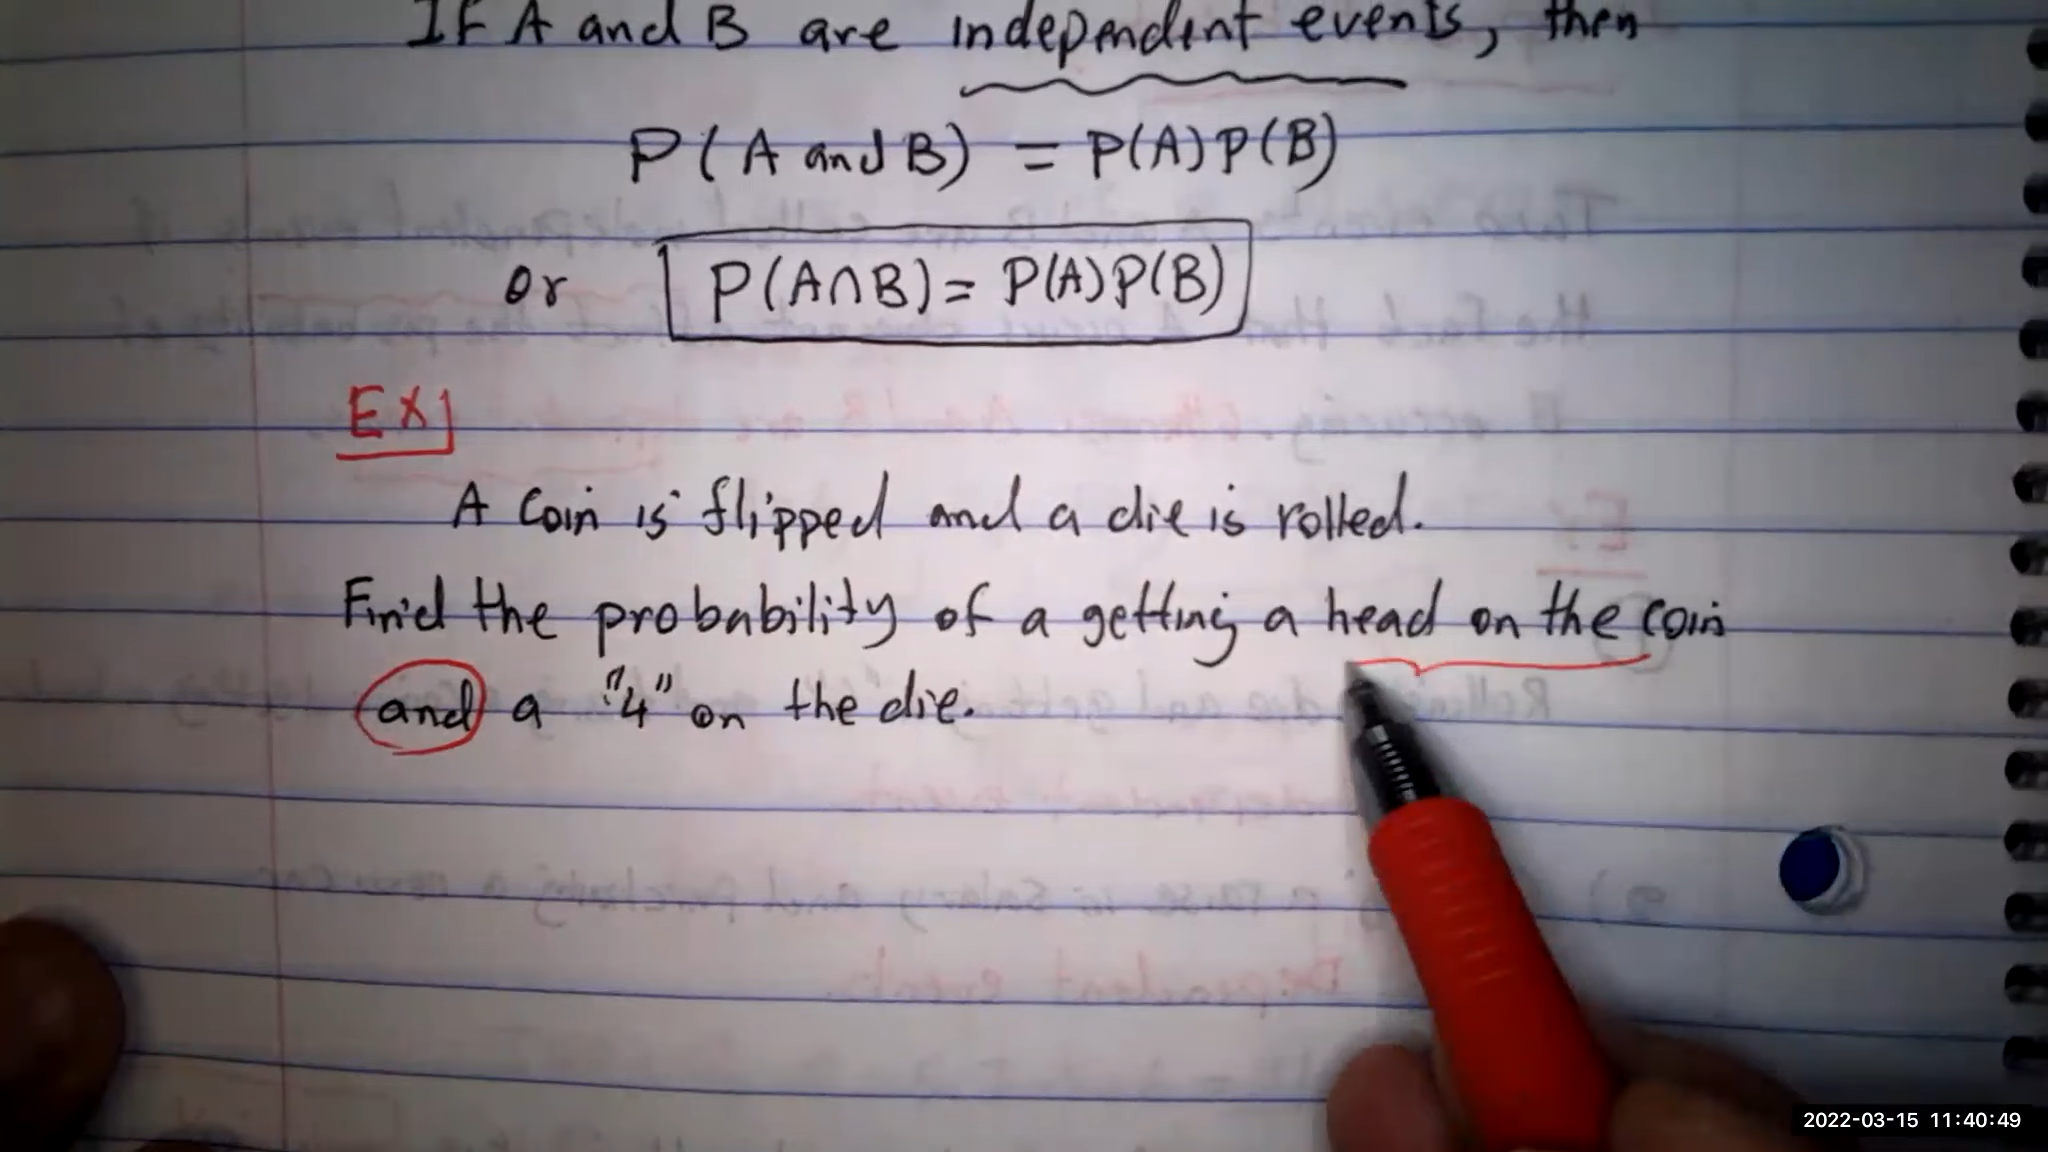 If A and B are independent events, then
P(A and B) = P(A)P(B)
or P(A∩B) = P(A)P(B)
EX
A coin is flipped and a die is rolled.
Find the probability of a getting a head on the coin
and a "4" on the die.
2022-03-15 11:40:49